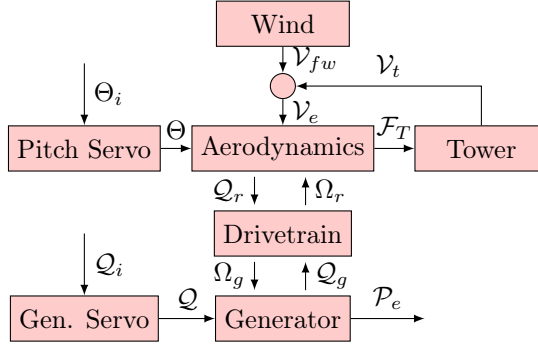 Wind
𝒱_{fw}
𝒱_t
Θ_i
𝒱_e
Pitch Servo
Θ
Aerodynamics
ℱ_T
Tower
𝒬_r
Ω_r
Drivetrain
𝒬_i
Ω_g
𝒬_g
Gen. Servo
𝒬
Generator
𝒫_e